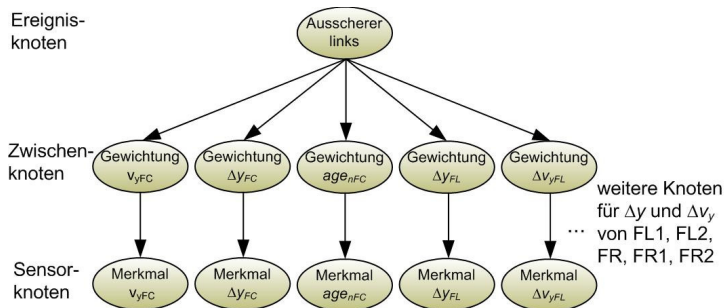 Ereignis-
knoten
Ausscherer
links
Zwischen-
knoten
Gewichtung
vyFC
Gewichtung
ΔyFC
Gewichtung
agenFC
Gewichtung
ΔyFL
Gewichtung
ΔvyFL
weitere Knoten
für Δy und Δvy
... von FL1, FL2,
FR, FR1, FR2
Sensor-
knoten
Merkmal
vyFC
Merkmal
ΔyFC
Merkmal
agenFC
Merkmal
ΔyFL
Merkmal
ΔvyFL